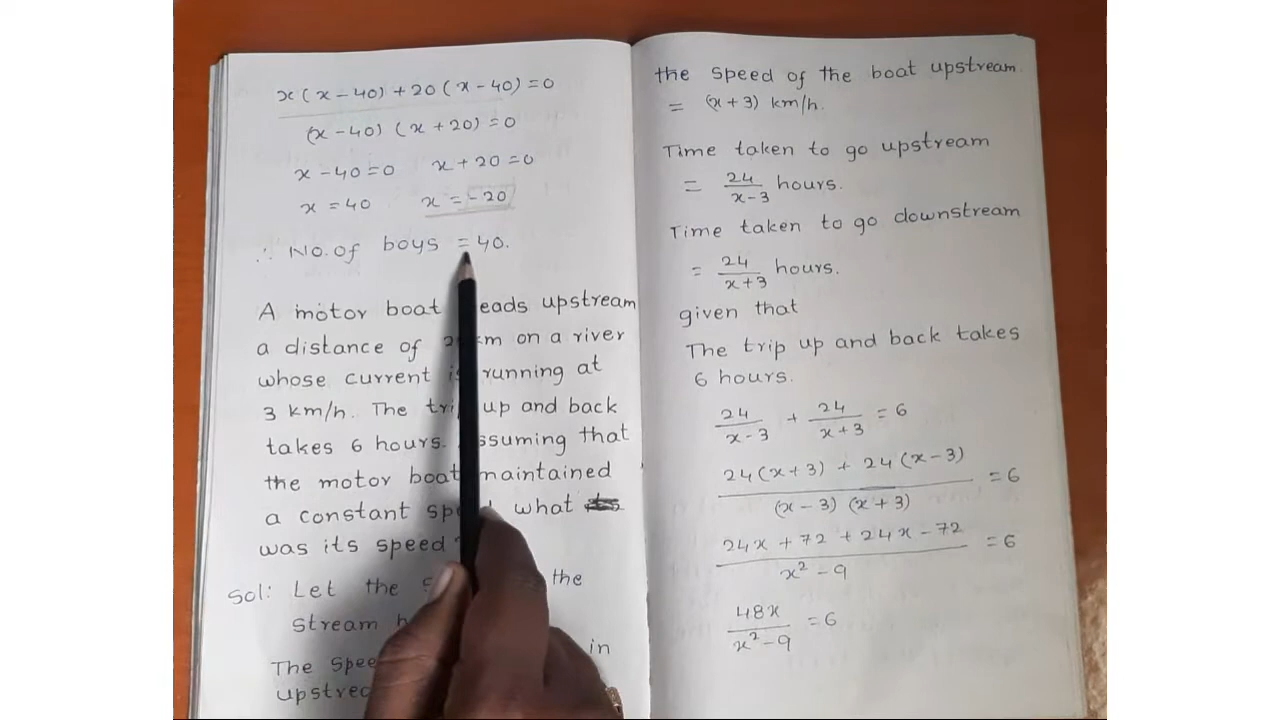 x(x-40)+20(x-40)=0
(x-40)(x+20)=0
x-40=0 x+20=0
x=40 x=-20
∴ No.of boys =40.
A motor boat eads upstream
a distance of km on a river
whose current running at
3 km/h. The up and back
takes 6 hours. ssuming that
the motor boat maintained
a constant what
was its speed
Sol: Let the the
stream
The in
the speed of the boat upstream.
= (x+3) km/h.
Time taken to go upstream
= 24/x-3 hours.
Time taken to go downstream
= 24/x+3 hours.
given that
The trip up and back takes
6 hours.
24/x-3 + 24/x+3 =6
24(x+3)+24(x-3)/(x-3)(x+3) =6
24x+72+24x-72/x²-9 =6
48x/x²-9 =6